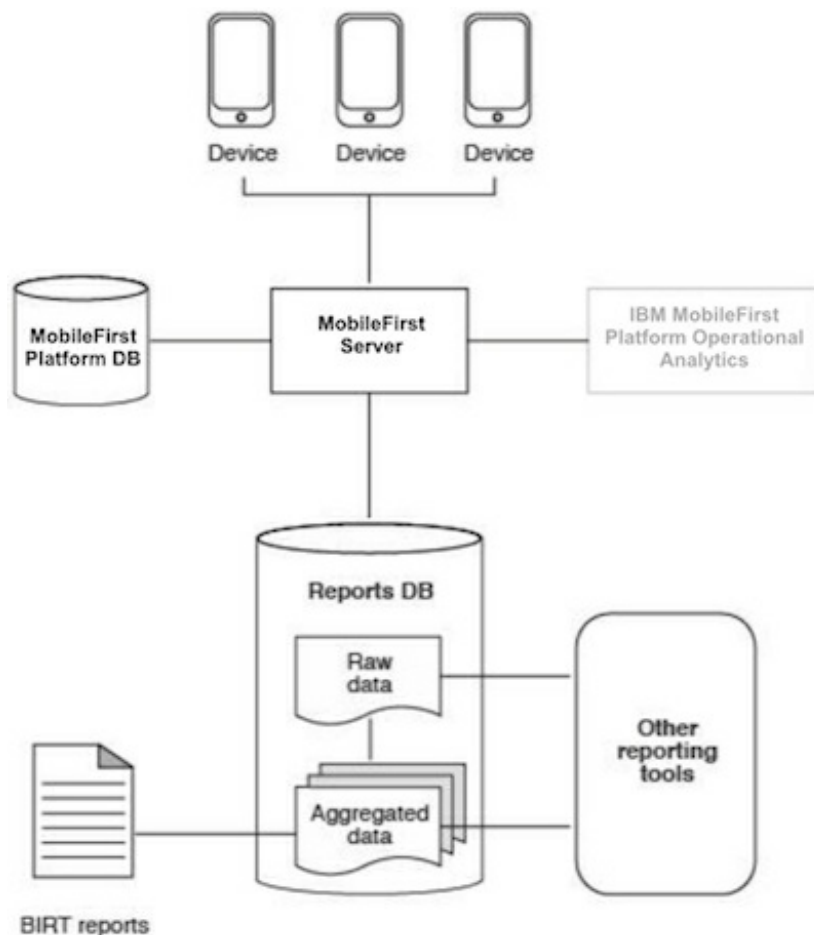 Device
Device
Device
MobileFirst
Platform DB
MobileFirst
Server
IBM MobileFirst
Platform Operational
Analytics
Reports DB
Raw
data
Aggregated
data
Other
reporting
tools
BIRT reports